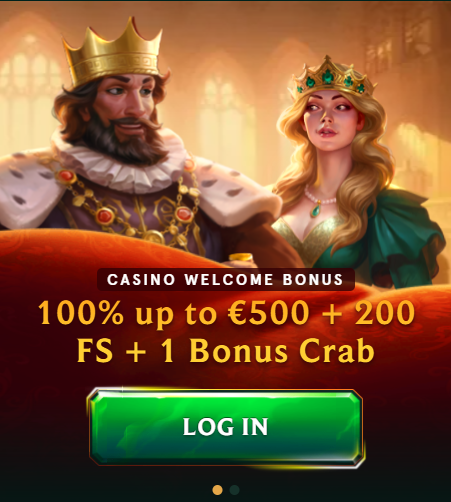 CASINO WELCOME BONUS
100% up to €500 + 200
FS + 1 Bonus Crab
LOG IN